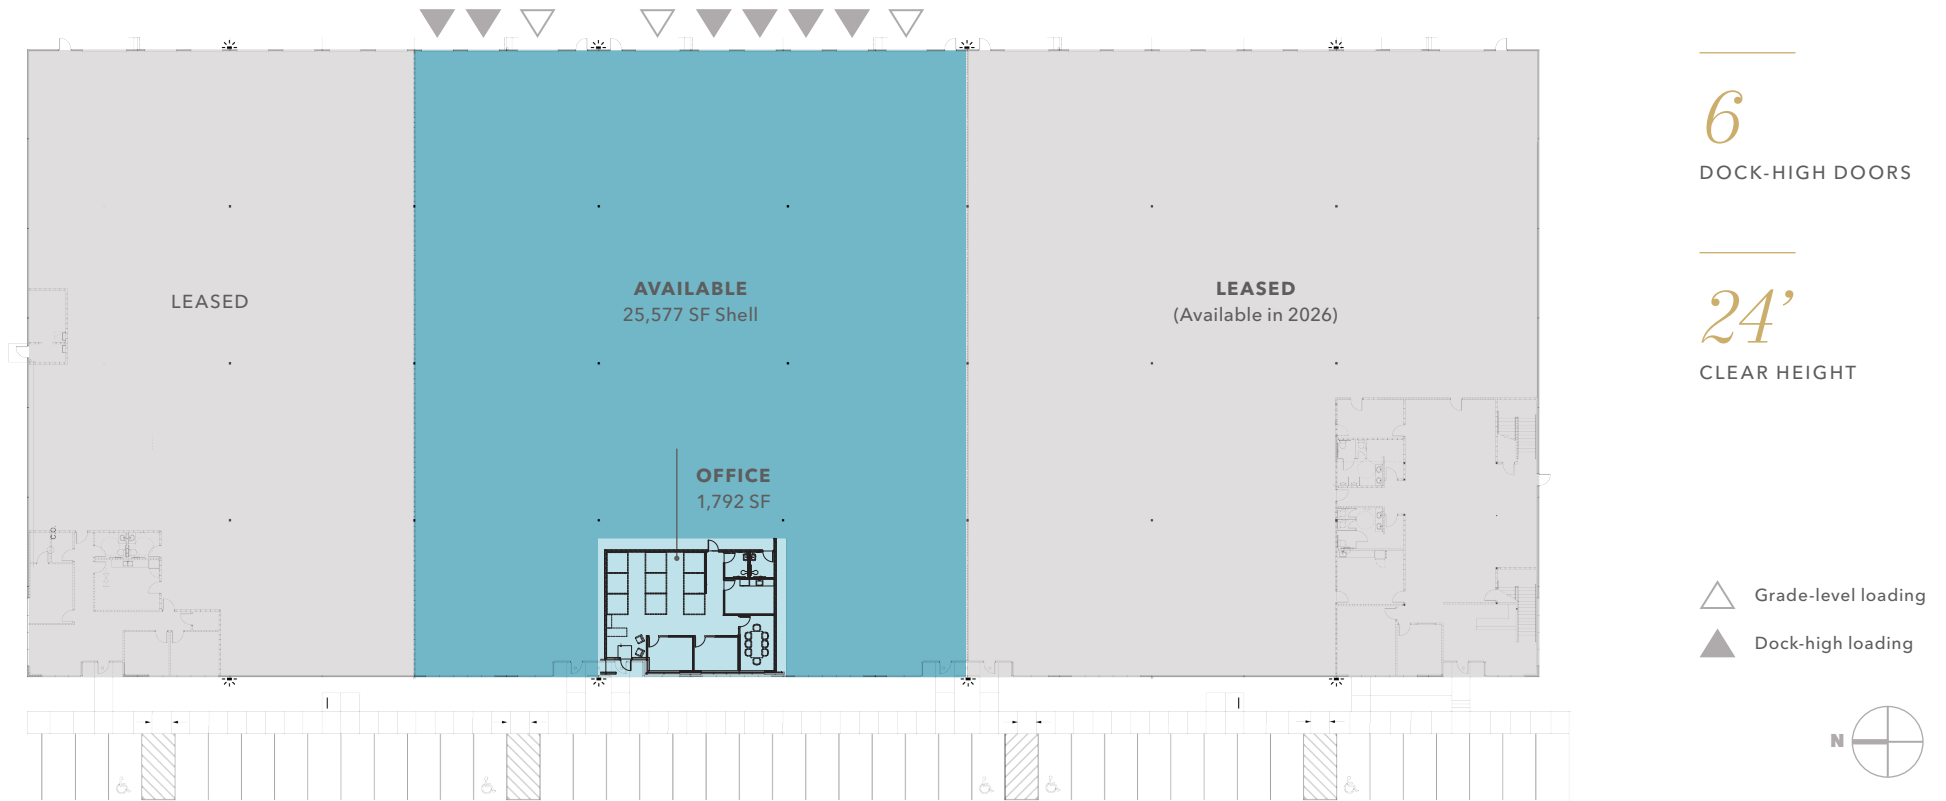 LEASED
AVAILABLE
25,577 SF Shell
LEASED
(Available in 2026)
OFFICE
1,792 SF
6
DOCK-HIGH DOORS
24’
CLEAR HEIGHT
Grade-level loading
Dock-high loading
N